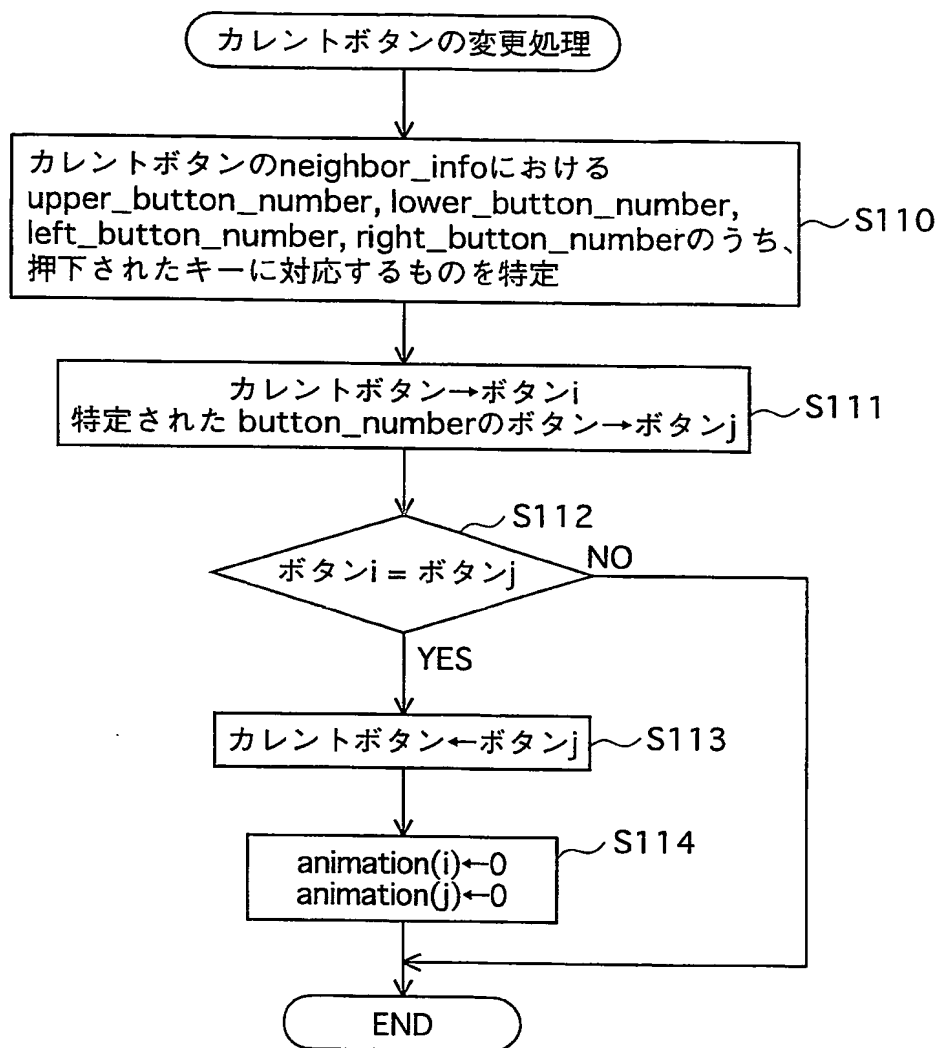 カレントボタンの変更処理
カレントボタンのneighbor_infoにおける
upper_button_number, lower_button_number,
left_button_number, right_button_numberのうち、
押下されたキーに対応するものを特定
S110
カレントボタン→ボタンi
特定された button_numberのボタン→ボタンj
S111
S112
ボタンi = ボタンj
NO
YES
カレントボタン←ボタンj
S113
animation(i)←0
animation(j)←0
S114
END